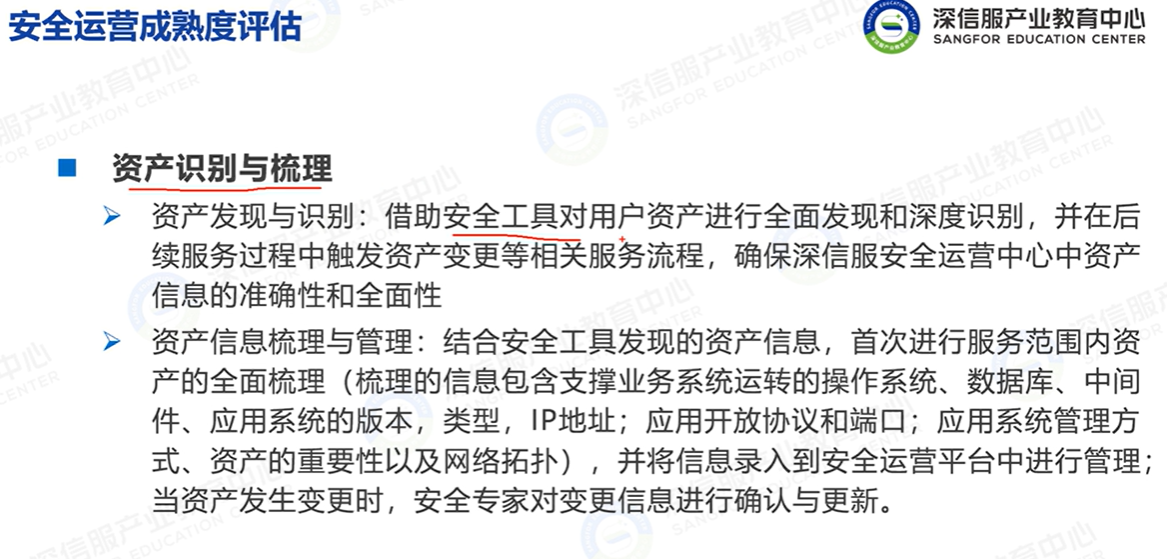 安全运营成熟度评估
深信服产业教育中心
SANGFOR EDUCATION CENTER
资产识别与梳理
资产发现与识别：借助安全工具对用户资产进行全面发现和深度识别，并在后
续服务过程中触发资产变更等相关服务流程，确保深信服安全运营中心中资产
信息的准确性和全面性
资产信息梳理与管理：结合安全工具发现的资产信息，首次进行服务范围内资
产的全面梳理（梳理的信息包含支撑业务系统运转的操作系统、数据库、中间
件、应用系统的版本，类型，IP地址；应用开放协议和端口；应用系统管理方
式、资产的重要性以及网络拓扑），并将信息录入到安全运营平台中进行管理；
当资产发生变更时，安全专家对变更信息进行确认与更新。